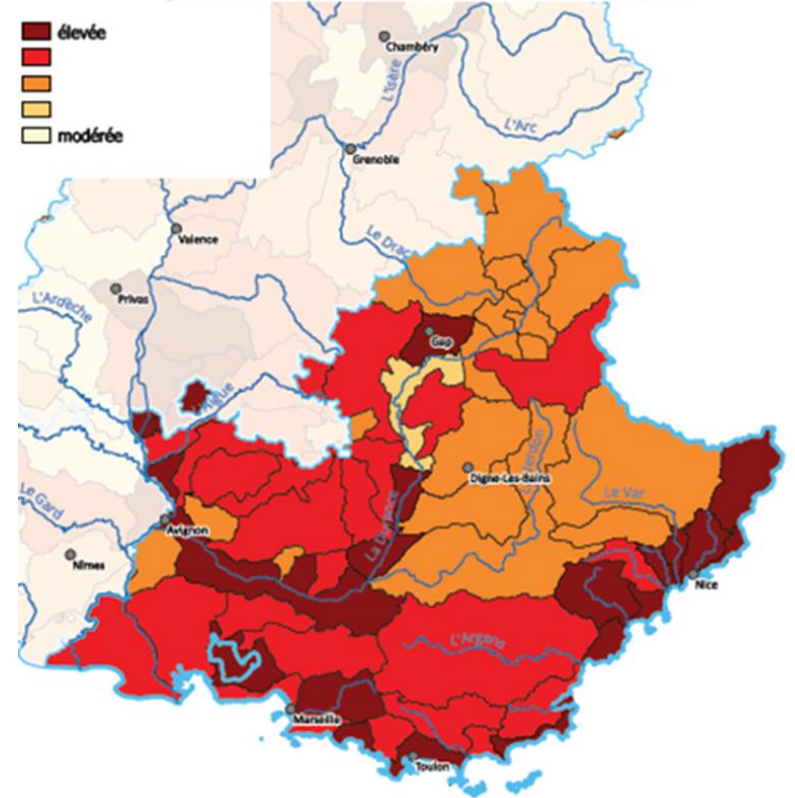 élevée
modérée
Chambéry
L'Isère
L'Arc
Grenoble
Valence
Le Drac
Privas
L'Ardèche
Gap
Digne-Les-Bains
Le Var
Le Gard
Avignon
La Durance
Nîmes
Nice
L'Argens
Marseille
Toulon